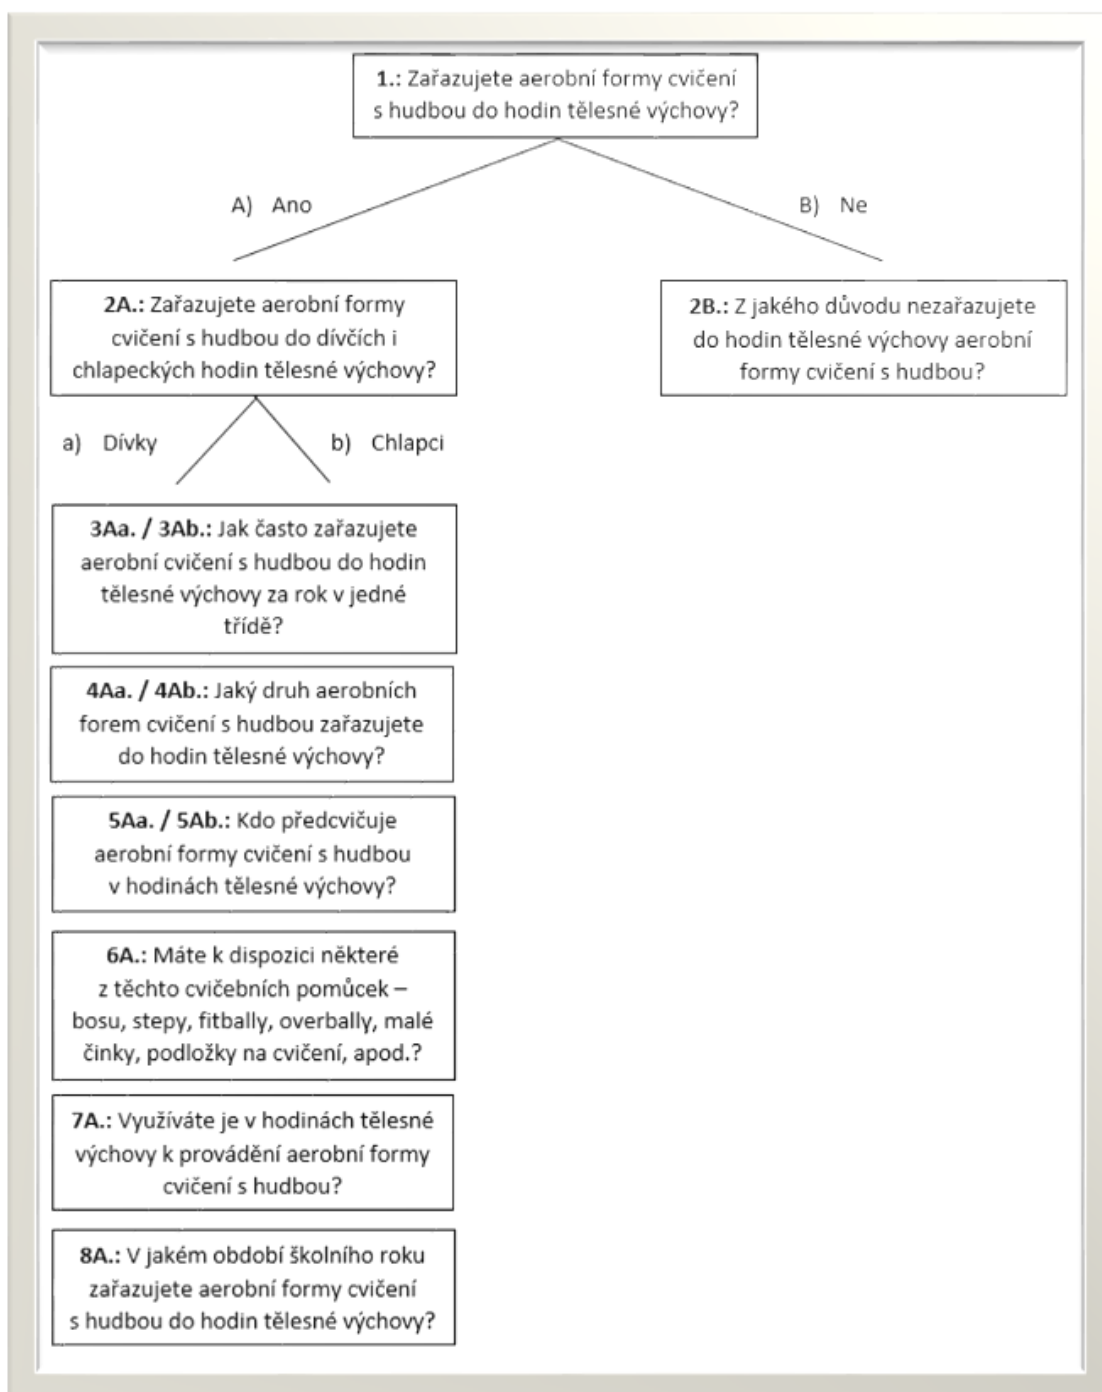 1.: Zařazujete aerobní formy cvičení
s hudbou do hodin tělesné výchovy?
A) Ano
B) Ne
2A.: Zařazujete aerobní formy
cvičení s hudbou do dívčích i
chlapeckých hodin tělesné výchovy?
2B.: Z jakého důvodu nezařazujete
do hodin tělesné výchovy aerobní
formy cvičení s hudbou?
a) Dívky
b) Chlapci
3Aa. / 3Ab.: Jak často zařazujete
aerobní cvičení s hudbou do hodin
tělesné výchovy za rok v jedné
třídě?
4Aa. / 4Ab.: Jaký druh aerobních
forem cvičení s hudbou zařazujete
do hodin tělesné výchovy?
5Aa. / 5Ab.: Kdo předcvičuje
aerobní formy cvičení s hudbou
v hodinách tělesné výchovy?
6A.: Máte k dispozici některé
z těchto cvičebních pomůcek –
bosu, stepy, fitbally, overbally, malé
činky, podložky na cvičení, apod.?
7A.: Využíváte je v hodinách tělesné
výchovy k provádění aerobní formy
cvičení s hudbou?
8A.: V jakém období školního roku
zařazujete aerobní formy cvičení
s hudbou do hodin tělesné výchovy?